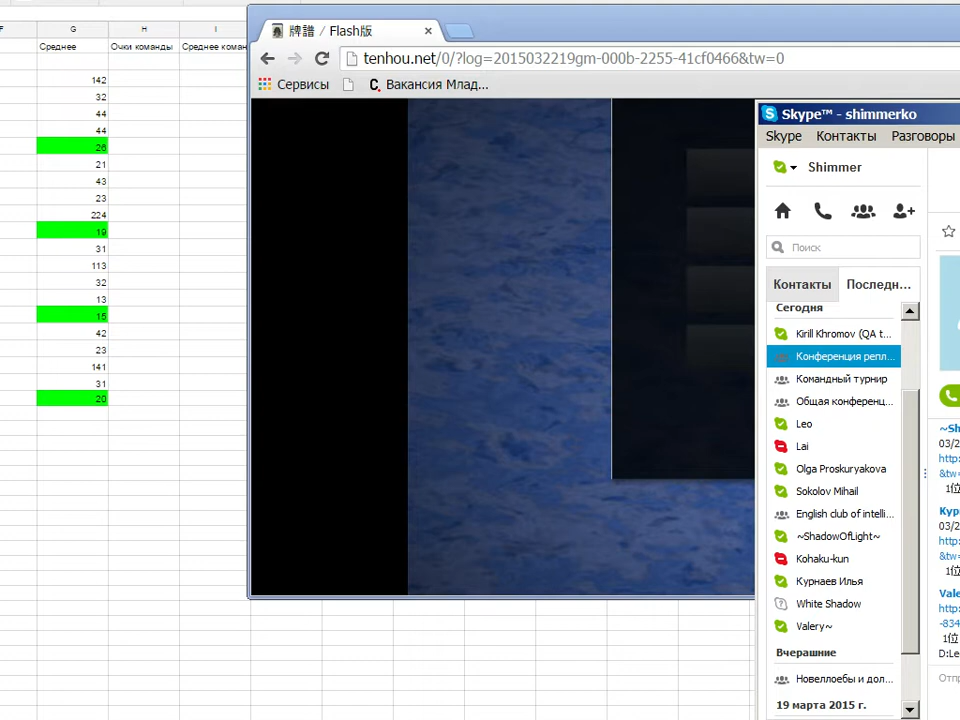 F G H I
Среднее Очки команды Среднее коман
142
32
44
44
26
21
43
23
224
19
31
113
32
13
15
42
23
141
31
20
牌譜 / Flash版
tenhou.net/0/?log=2015032219gm-000b-2255-41cf0466&tw=0
Сервисы Вакансия Млад...
Skype™ - shimmerko
Skype Контакты Разговоры
Shimmer
Поиск
Контакты Последн...
Сегодня
Kirill Khromov (QA t...
Конференция репл...
Командный турнир
Общая конференц...
Leo
Lai
Olga Proskuryakova
Sokolov Mihail
English club of intelli...
~ShadowOfLight~
Kohaku-kun
Курнаев Илья
White Shadow
Valery~
Вчерашние
Новеллоебы и дол...
19 марта 2015 г.
~Sh
03/2
http:
&tw=
1位
Кур
03/2
http:
&tw=
1位
Vale
http:
-834
1位
D:Le
Отп